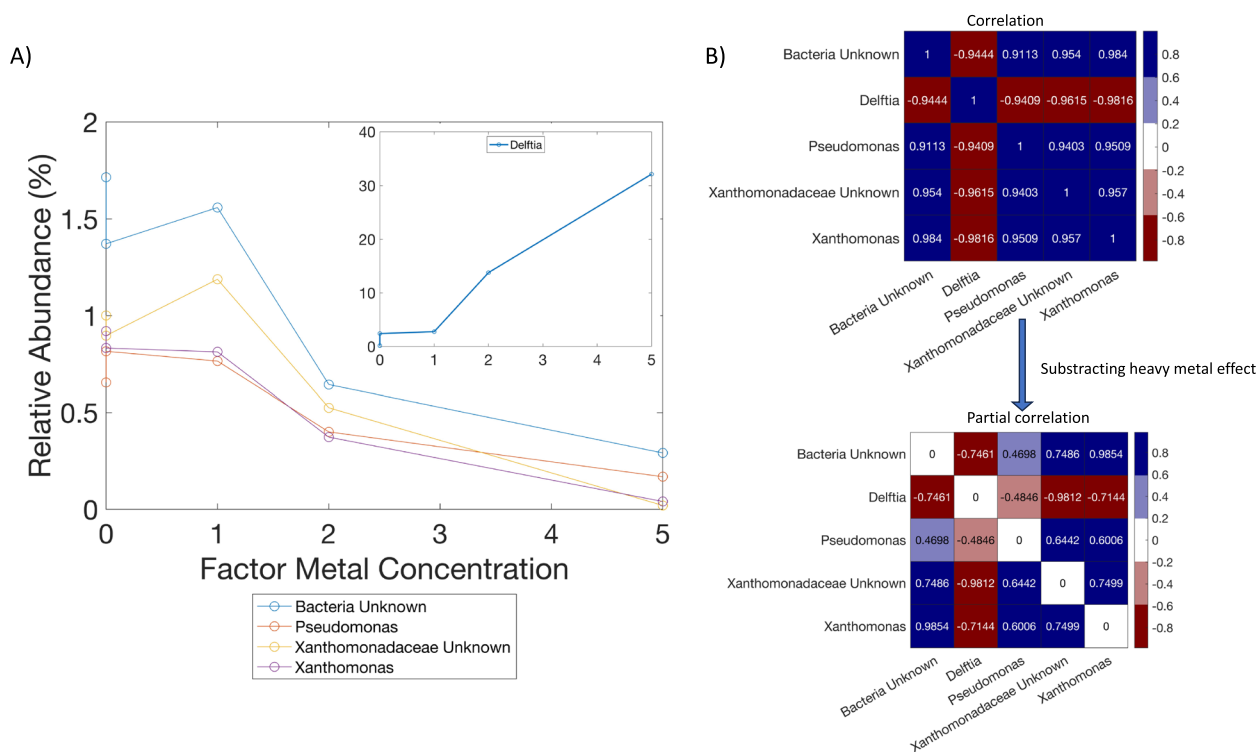 A)
Relative Abundance (%)
2
1.5
1
0.5
0
0 1 2 3 4 5
Factor Metal Concentration
Delftia
40
30
20
10
0
0 1 2 3 4 5
Bacteria Unknown
Pseudomonas
Xanthomonadaceae Unknown
Xanthomonas
B)
Correlation
Bacteria Unknown 1 -0.9444 0.9113 0.954 0.984
Delftia -0.9444 1 -0.9409 -0.9615 -0.9816
Pseudomonas 0.9113 -0.9409 1 0.9403 0.9509
Xanthomonadaceae Unknown 0.954 -0.9615 0.9403 1 0.957
Xanthomonas 0.984 -0.9816 0.9509 0.957 1
Bacteria Unknown
Delftia
Pseudomonas
Xanthomonadaceae Unknown
Xanthomonas
0.8
0.6
0.4
0.2
0
-0.2
-0.4
-0.6
-0.8
Substracting heavy metal effect
Partial correlation
Bacteria Unknown 0 -0.7461 0.4698 0.7486 0.9854
Delftia -0.7461 0 -0.4846 -0.9812 -0.7144
Pseudomonas 0.4698 -0.4846 0 0.6442 0.6006
Xanthomonadaceae Unknown 0.7486 -0.9812 0.6442 0 0.7499
Xanthomonas 0.9854 -0.7144 0.6006 0.7499 0
Bacteria Unknown
Delftia
Pseudomonas
Xanthomonadaceae Unknown
Xanthomonas
0.8
0.6
0.4
0.2
0
-0.2
-0.4
-0.6
-0.8